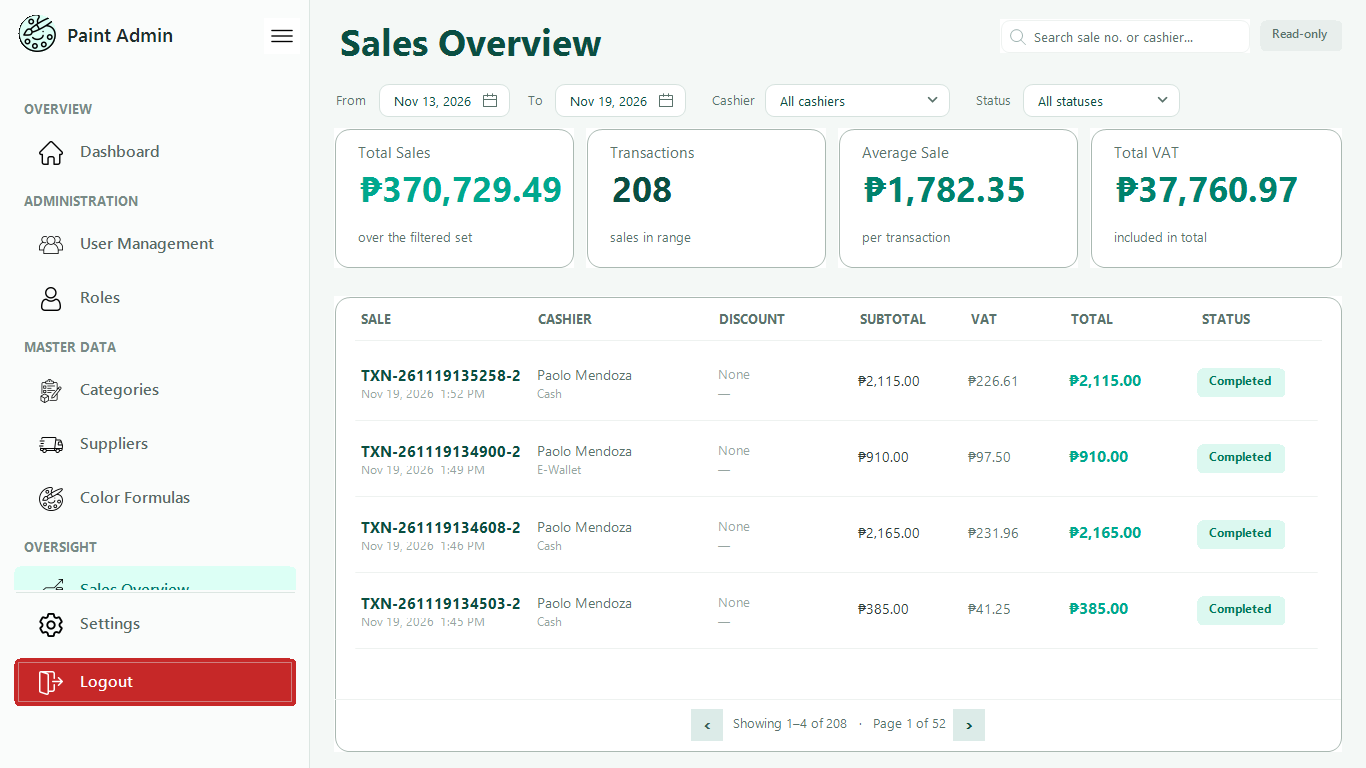 Paint Admin
OVERVIEW
Dashboard
ADMINISTRATION
User Management
Roles
MASTER DATA
Categories
Suppliers
Color Formulas
OVERSIGHT
Sales Overview
Settings
Logout
Sales Overview
Search sale no. or cashier...
Read-only
From Nov 13, 2026 To Nov 19, 2026 Cashier All cashiers Status All statuses
Total Sales
₱370,729.49
over the filtered set
Transactions
208
sales in range
Average Sale
₱1,782.35
per transaction
Total VAT
₱37,760.97
included in total
SALE CASHIER DISCOUNT SUBTOTAL VAT TOTAL STATUS
TXN-261119135258-2 Paolo Mendoza None ₱2,115.00 ₱226.61 ₱2,115.00 Completed
Nov 19, 2026 1:52 PM Cash —
TXN-261119134900-2 Paolo Mendoza None ₱910.00 ₱97.50 ₱910.00 Completed
Nov 19, 2026 1:49 PM E-Wallet —
TXN-261119134608-2 Paolo Mendoza None ₱2,165.00 ₱231.96 ₱2,165.00 Completed
Nov 19, 2026 1:46 PM Cash —
TXN-261119134503-2 Paolo Mendoza None ₱385.00 ₱41.25 ₱385.00 Completed
Nov 19, 2026 1:45 PM Cash —
‹ Showing 1–4 of 208 · Page 1 of 52 ›